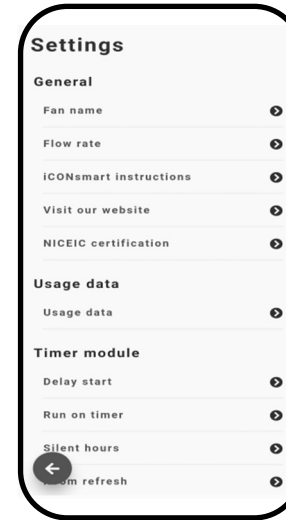 Settings
General
Fan name
Flow rate
iCONsmart instructions
Visit our website
NICEIC certification
Usage data
Usage data
Timer module
Delay start
Run on timer
Silent hours
refresh